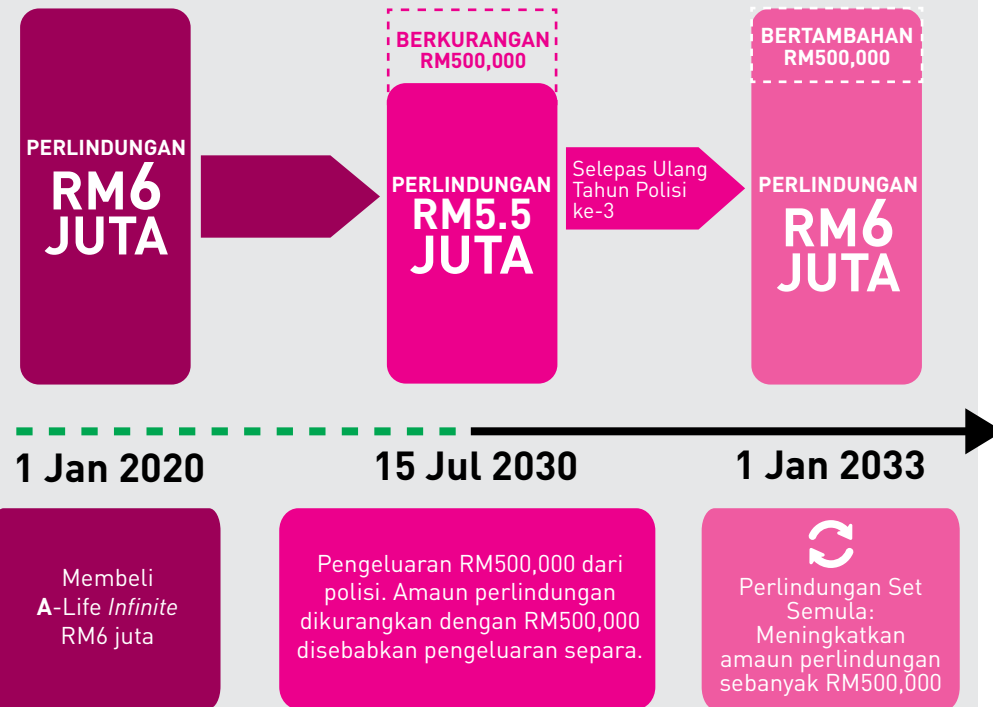 PERLINDUNGAN
RM6
JUTA
BERKURANGAN
RM500,000
PERLINDUNGAN
RM5.5
JUTA
Selepas Ulang
Tahun Polisi
ke-3
BERTAMBAHAN
RM500,000
PERLINDUNGAN
RM6
JUTA
1 Jan 2020
15 Jul 2030
1 Jan 2033
Membeli
A-Life Infinite
RM6 juta
Pengeluaran RM500,000 dari
polisi. Amaun perlindungan
dikurangkan dengan RM500,000
disebabkan pengeluaran separa.
Perlindungan Set
Semula:
Meningkatkan
amaun perlindungan
sebanyak RM500,000